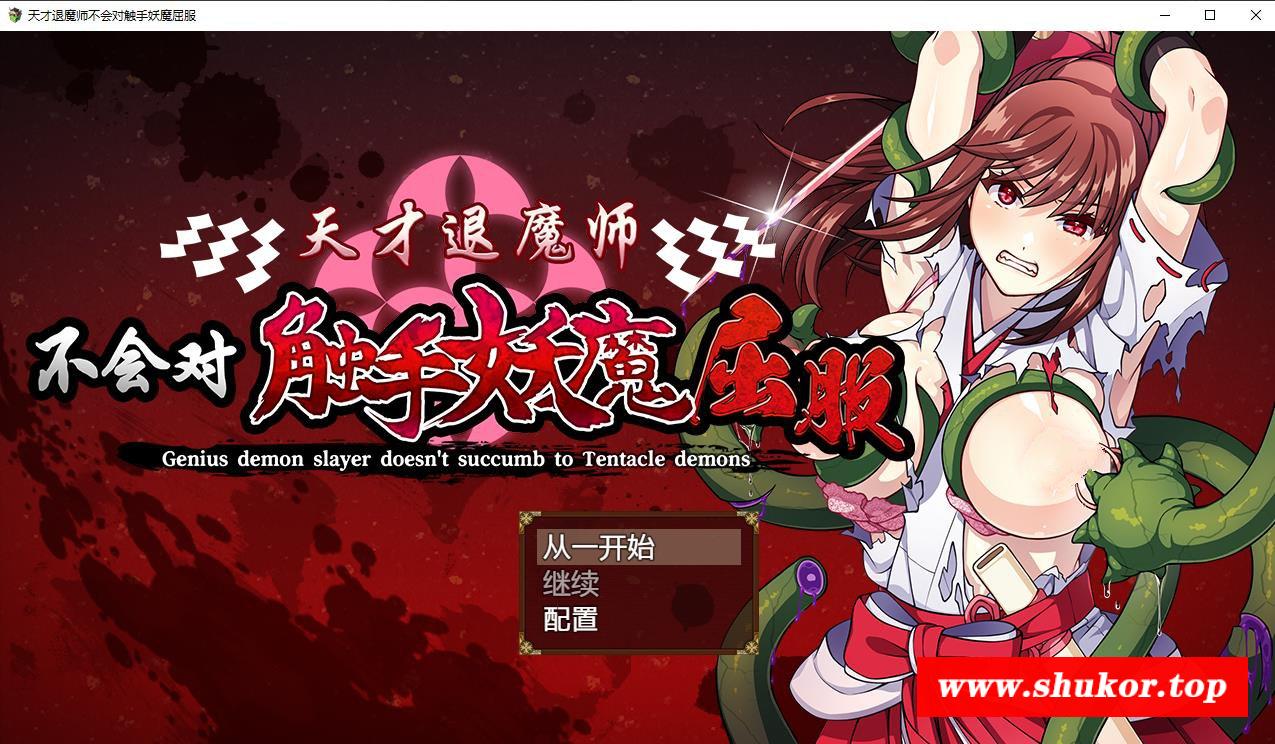 天才退魔师不会对触手妖魔屈服
天才退魔师
不会对触手妖魔屈服
Genius demon slayer doesn't succumb to Tentacle demons
从一开始
继续
配置
www.shukor.top